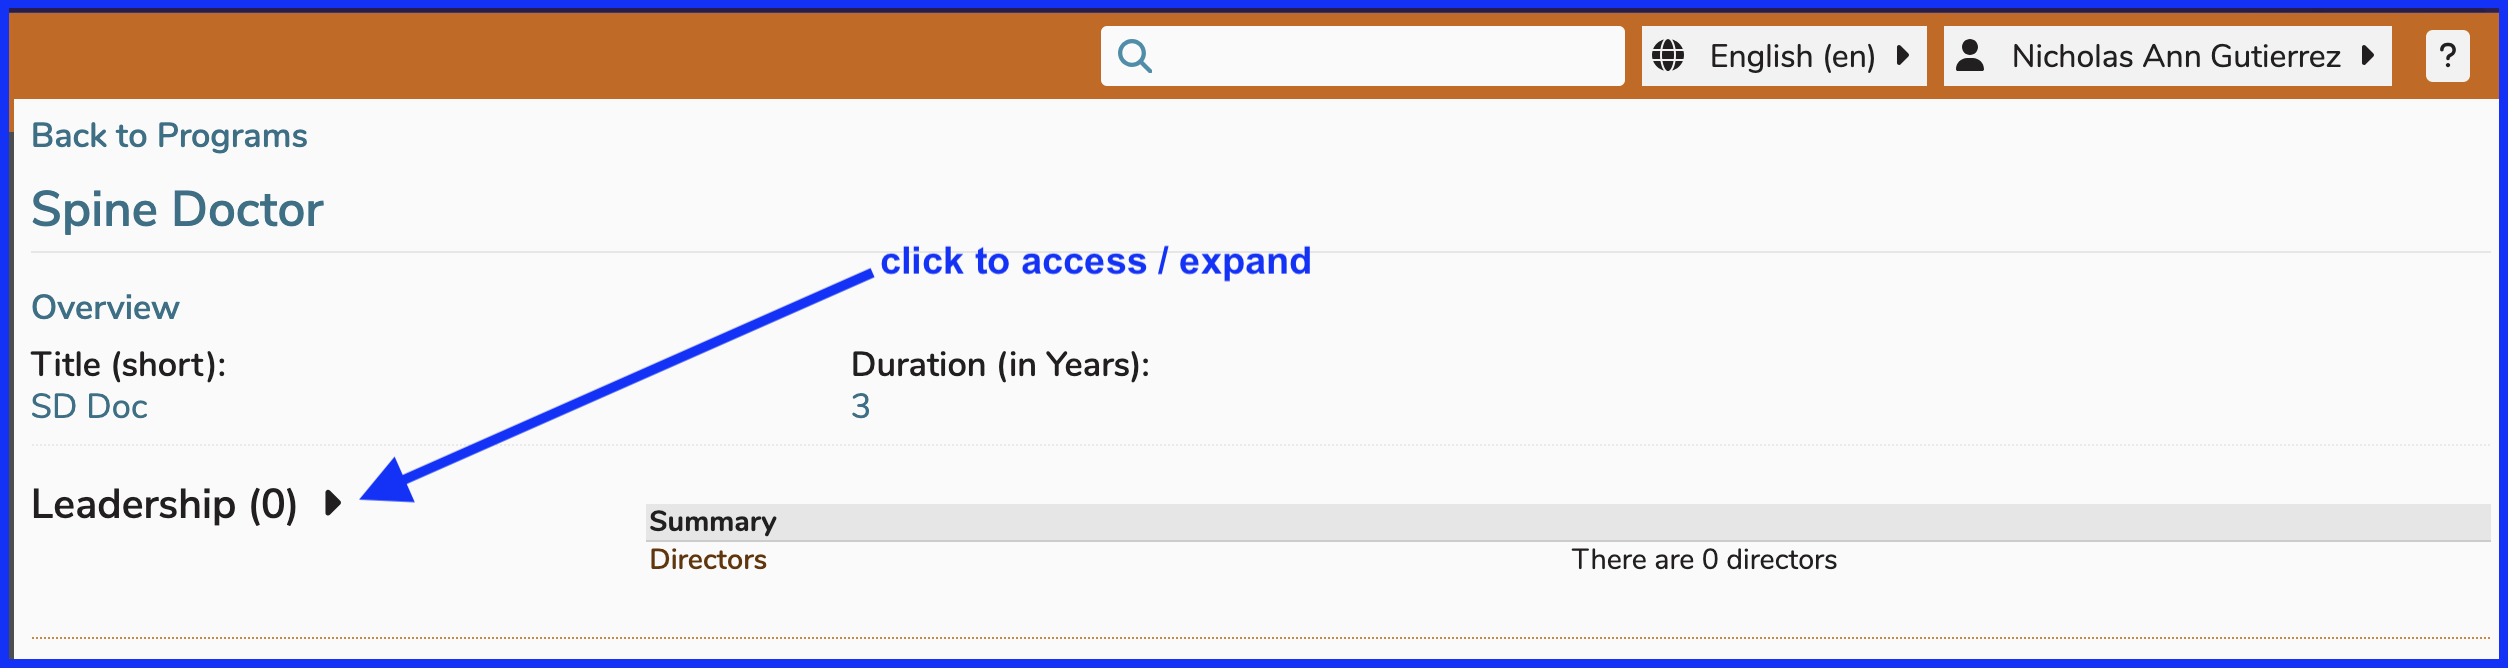 English (en)
Nicholas Ann Gutierrez
?
Back to Programs
Spine Doctor
click to access / expand
Overview
Title (short):
Duration (in Years):
SD Doc
3
Leadership (0)
Summary
Directors
There are 0 directors